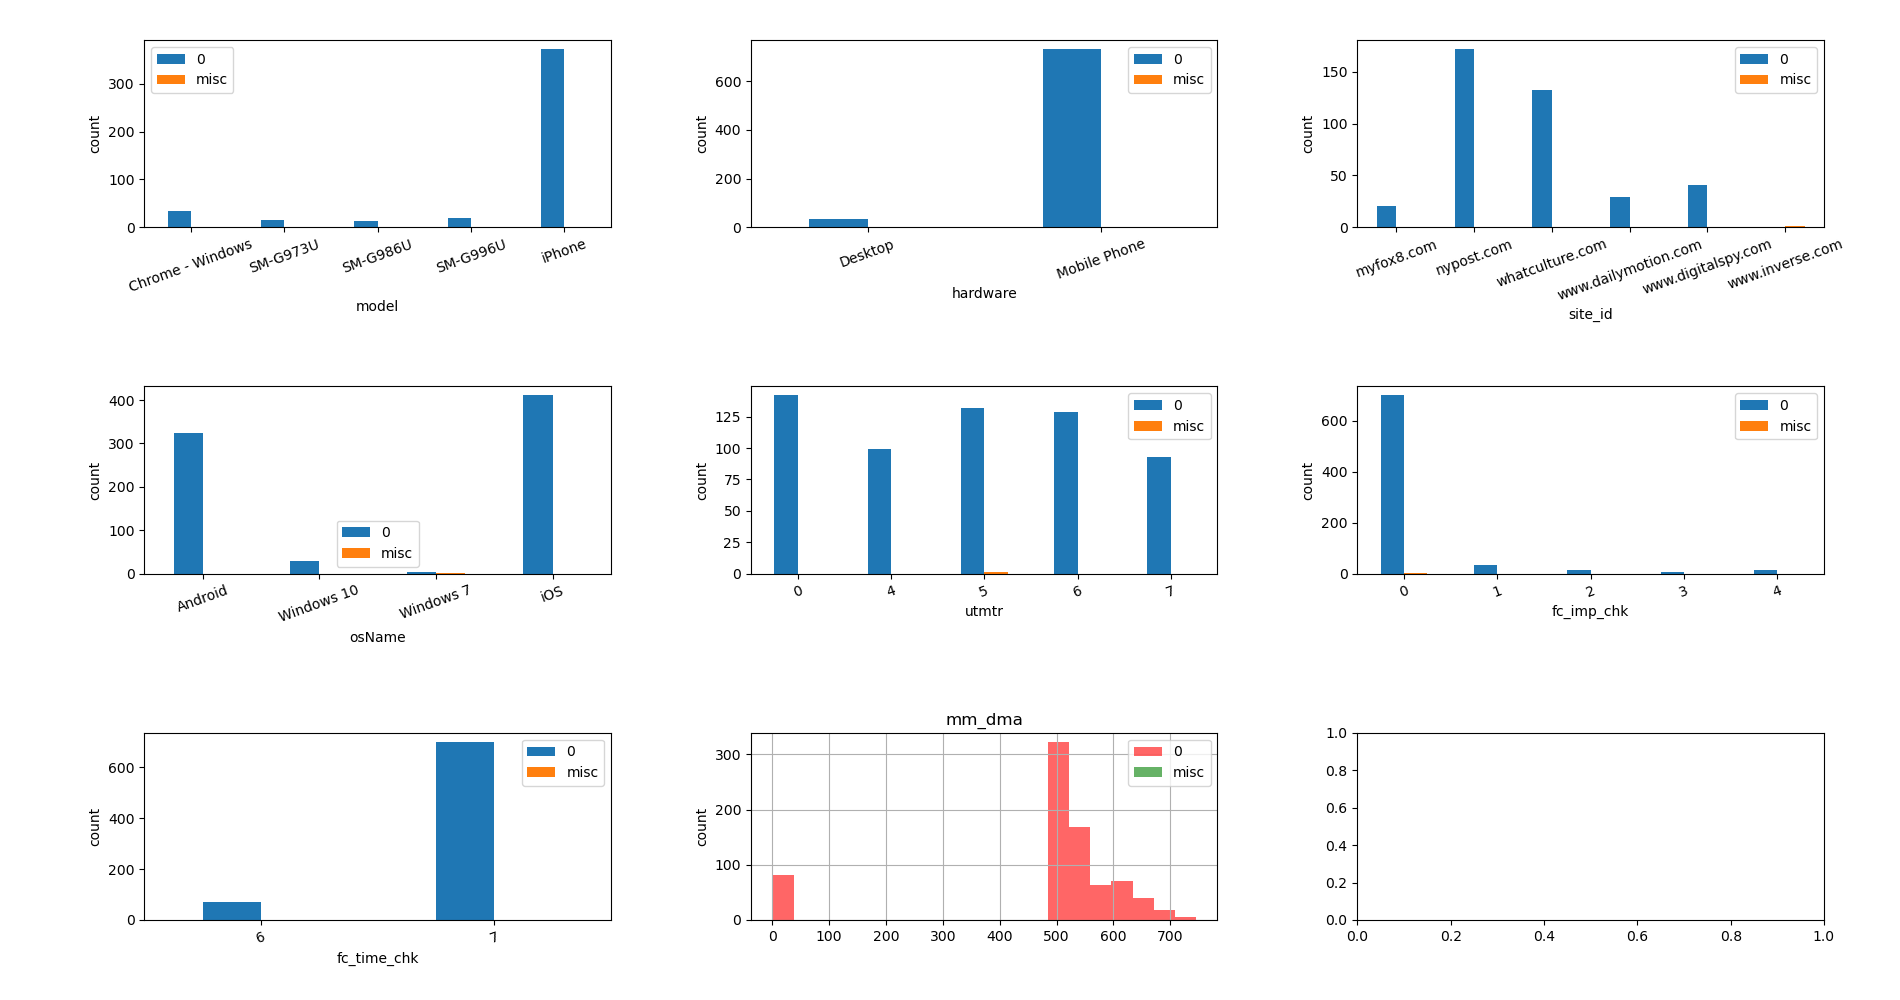 0
misc
300
200
100
0
count
Chrome - Windows
SM-G973U
SM-G986U
SM-G996U
iPhone
model
0
misc
600
400
200
0
count
Desktop
Mobile Phone
hardware
0
misc
150
100
50
0
count
myfox8.com
nypost.com
whatculture.com
www.dailymotion.com
www.digitalspy.com
www.inverse.com
site_id
0
misc
400
300
200
100
0
count
Android
Windows 10
Windows 7
iOS
osName
0
misc
125
100
75
50
25
0
count
0
4
5
6
7
utmtr
0
misc
600
400
200
0
count
0
1
2
3
4
fc_imp_chk
0
misc
600
400
200
0
count
6
7
fc_time_chk
mm_dma
0
misc
300
200
100
0
count
0 100 200 300 400 500 600 700
1.0
0.8
0.6
0.4
0.2
0.0
0.0 0.2 0.4 0.6 0.8 1.0